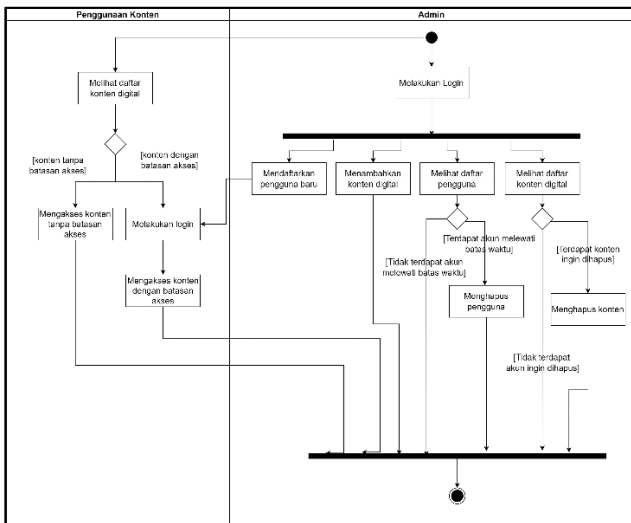 Penggunaan Konten
Admin
Melihat daftar
konten digital
[konten tanpa
batasan akses]
[konten dengan
batasan akses]
Mengakses konten
tanpa batasan
akses
Molakukan login
Mengakses konten
dengan batasan
akses
Molakukan Login
Mendaftarkan
pengguna baru
Menambahkan
konten digital
Melihat daftar
pengguna
Melihat daftar
konten digital
[Terdapat akun melewati
batas waktu]
[Tidak terdapat akun
melewati batas waktu]
[Terdapat konten
ingin dihapus]
Monghapus
pengguna
Menghapus konten
[Tidak terdapat
akun ingin dihapus]